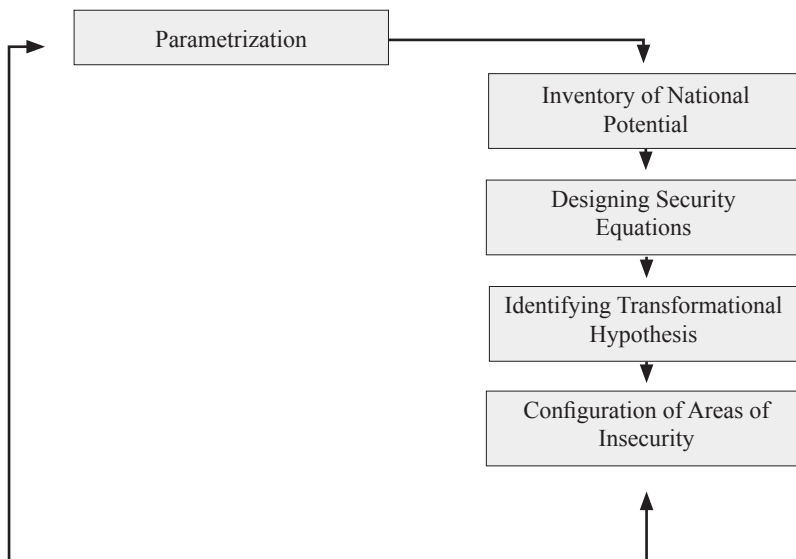 Parametrization
Inventory of National
Potential
Designing Security
Equations
Identifying Transformational
Hypothesis
Configuration of Areas of
Insecurity